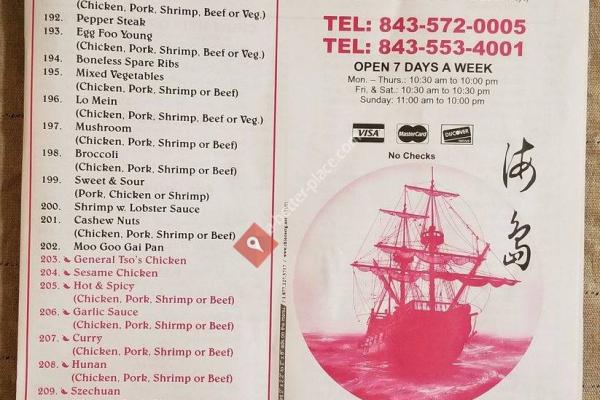 (Chicken, Pork, Shrimp, Beef or Veg.)
192. Pepper Steak
193. Egg Foo Young
(Chicken, Pork, Shrimp or Beef)
194. Boneless Spare Ribs
195. Mixed Vegetables
(Chicken, Pork, Shrimp or Beef)
196. Lo Mein
(Chicken, Pork, Shrimp, Beef or Veg.)
197. Mushroom
(Chicken, Pork, Shrimp or Beef)
198. Broccoli
(Chicken, Pork, Shrimp or Beef)
199. Sweet & Sour
(Pork, Chicken or Shrimp)
200. Shrimp w. Lobster Sauce
201. Cashew Nuts
(Chicken, Pork, Shrimp or Beef)
202. Moo Goo Gai Pan
203. General Tso's Chicken
204. Sesame Chicken
205. Hot & Spicy
(Chicken, Pork, Shrimp or Beef)
206. Garlic Sauce
(Chicken, Pork, Shirmp or Beef)
207. Curry
(Chicken, Pork, Shrimp or Beef)
208. Hunan
(Chicken, Pork, Shrimp or Beef)
209. Szechuan
TEL: 843-572-0005
TEL: 843-553-4001
OPEN 7 DAYS A WEEK
Mon. – Thurs.: 10:30 am to 10:00 pm
Fri. & Sat.: 10:30 am to 10:30 pm
Sunday: 11:00 am to 10:00 pm
VISA MasterCard DISCOVER
No Checks
海島